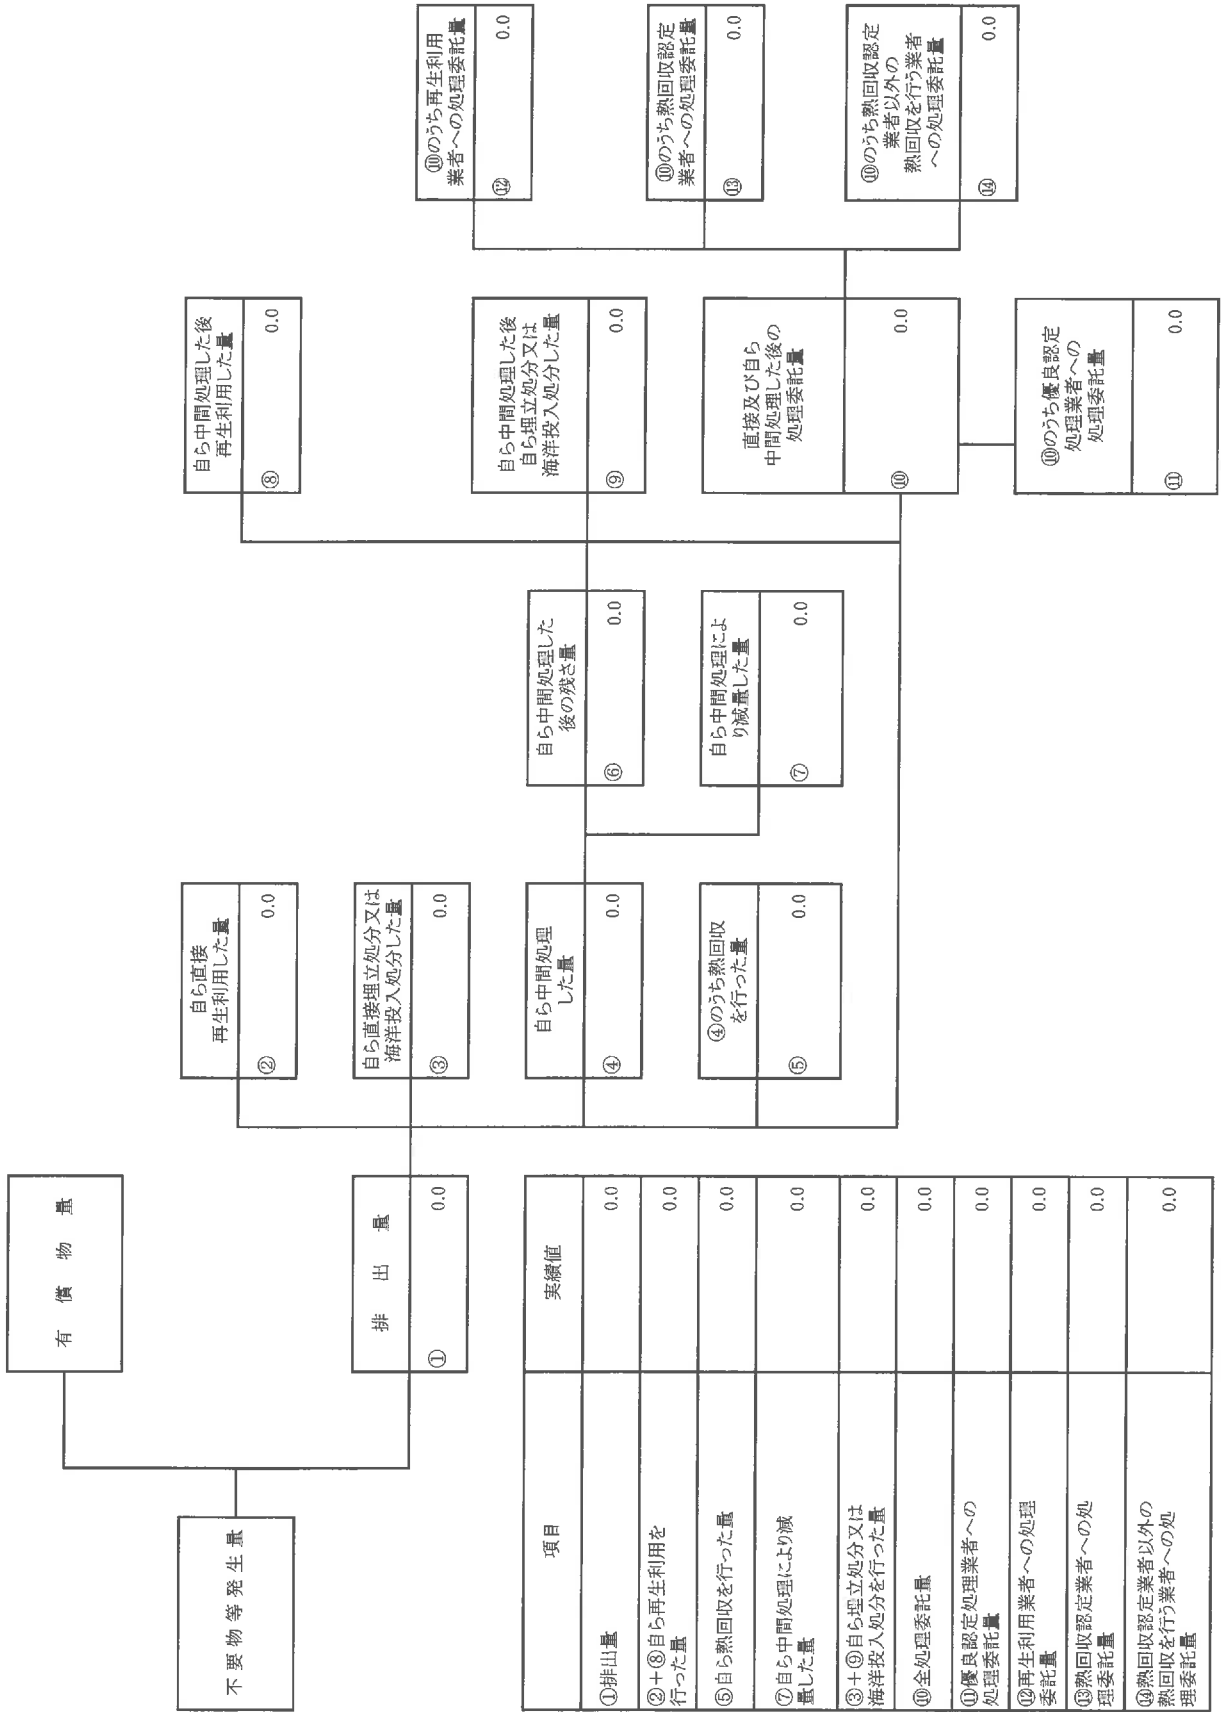 不要物等発生量
有償物量
排出量
① 0.0
自ら直接
再生利用した量
② 0.0
自ら直接埋立処分又は
海洋投入処分した量
③ 0.0
自ら中間処理
した量
④ 0.0
④のうち熱回収
を行った量
⑤ 0.0
自ら中間処理した
後の残さ量
⑥ 0.0
自ら中間処理によ
り減量した量
⑦ 0.0
自ら中間処理した後
再生利用した量
⑧ 0.0
自ら中間処理した後
自ら埋立処分又は
海洋投入処分した量
⑨ 0.0
直接及び自ら
中間処理した後の
処理委託量
⑩ 0.0
⑩のうち優良認定
処理業者への
処理委託量
⑪ 0.0
⑩のうち再生利用
業者への処理委託量
⑫ 0.0
⑩のうち熱回収認定
業者への処理委託量
⑬ 0.0
⑩のうち熱回収認定
業者以外の
熱回収を行う業者
への処理委託量
⑭ 0.0
項目 実績値
①排出量 0.0
②+⑧自ら再生利用を
行った量 0.0
⑤自ら熱回収を行った量 0.0
⑦自ら中間処理により減
量した量 0.0
③+⑨自ら埋立処分又は
海洋投入処分を行った量 0.0
⑩全処理委託量 0.0
⑪優良認定処理業者への
処理委託量 0.0
⑫再生利用業者への処理
委託量 0.0
⑬熱回収認定業者への処
理委託量 0.0
⑭熱回収認定業者以外の
熱回収を行う業者への処
理委託量 0.0